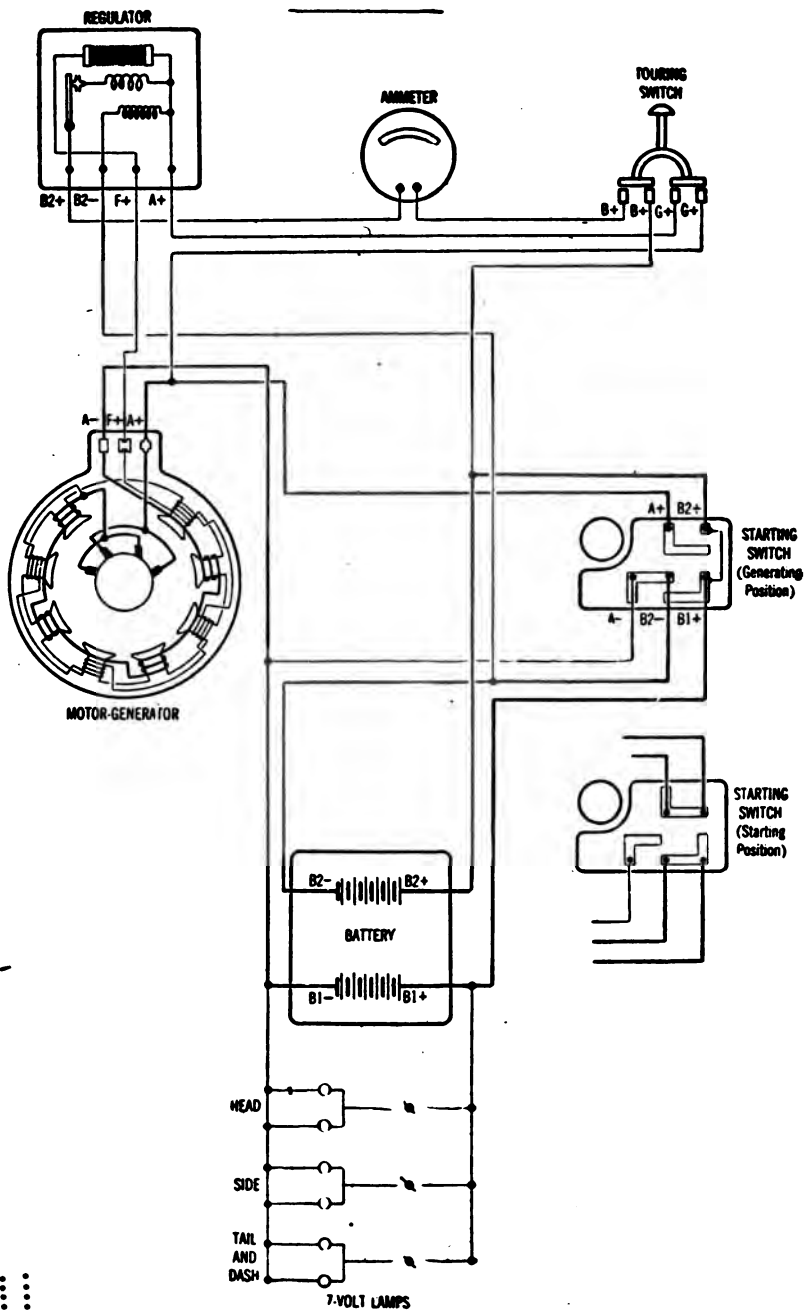 REGULATOR
TOURING
SWITCH
AMMETER
B2+ B2- F+ A+
B+ B+ G+ G+
A- F+ A+
A+ B2+
STARTING
SWITCH
(Generating
Position)
A- B2- B1+
MOTOR-GENERATOR
STARTING
SWITCH
(Starting
Position)
B2- B2+
BATTERY
B1- B1+
HEAD
SIDE
TAIL
AND
DASH
7-VOLT LAMPS